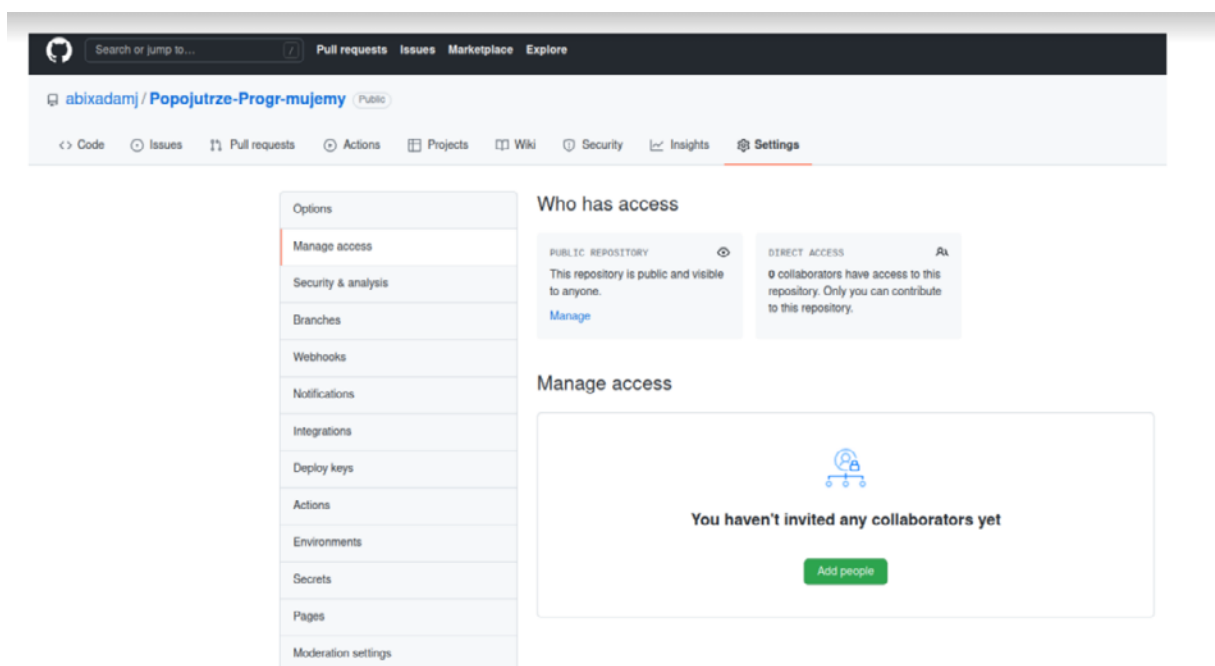 Search or jump to... / Pull requests Issues Marketplace Explore
abixadamj / Popojutrze-Progr-mujemy Public
<> Code Issues Pull requests Actions Projects Wiki Security Insights Settings
Options
Manage access
Security & analysis
Branches
Webhooks
Notifications
Integrations
Deploy keys
Actions
Environments
Secrets
Pages
Moderation settings
Who has access
PUBLIC REPOSITORY
This repository is public and visible
to anyone.
Manage
DIRECT ACCESS
0 collaborators have access to this
repository. Only you can contribute
to this repository.
Manage access
You haven't invited any collaborators yet
Add people